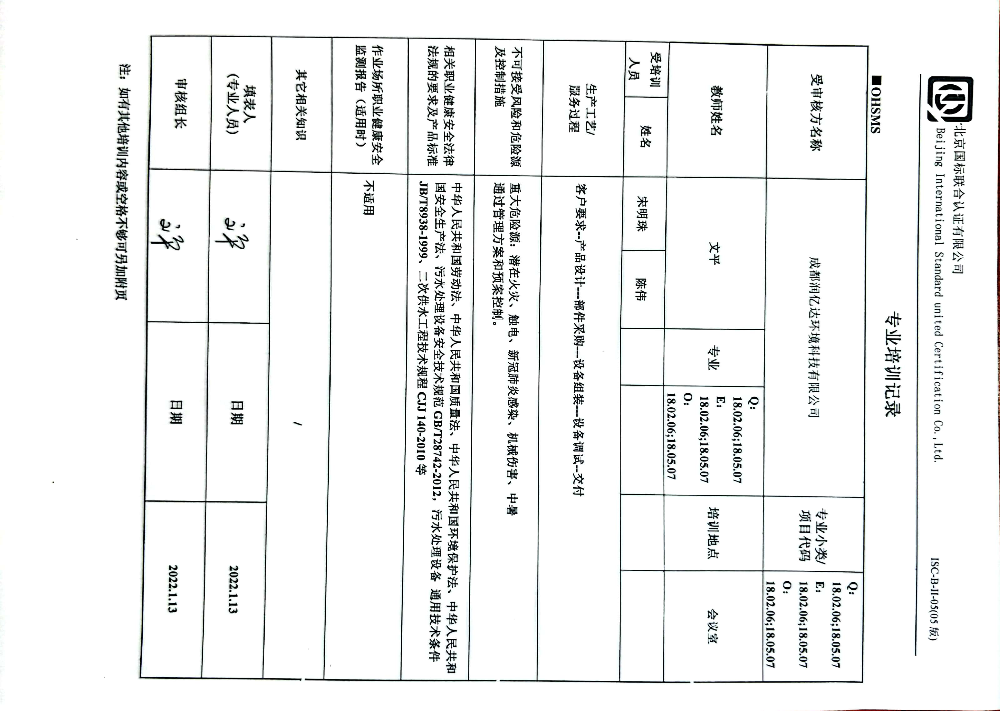 北京国标联合认证有限公司
Beijing International Standard united Certification Co.,Ltd.
ISC-B-II-05(05 版)
专业培训记录
■OHSMS
受审核方名称
成都润亿达环境科技有限公司
专业小类/
项目代码
Q:
18.02.06;18.05.07
E:
18.02.06;18.05.07
O:
18.02.06;18.05.07
教师姓名
文平
专业
Q:
18.02.06;18.05.07
E:
18.02.06;18.05.07
O:
18.02.06;18.05.07
培训地点
会议室
受培训
人员
姓名
宋明珠
陈伟
生产工艺/
服务过程
客户要求--产品设计---部件采购---设备组装---设备调试--交付
不可接受风险和危险源
及控制措施
重大危险源：潜在火灾、触电、新冠肺炎感染、机械伤害、中暑
通过管理方案和预案控制。
相关职业健康安全法律
法规的要求及产品标准
中华人民共和国劳动法、中华人民共和国质量法、中华人民共和国环境保护法、中华人民共和
国安全生产法、污水处理设备安全技术规范 GB/T28742-2012，污水处理设备 通用技术条件
JB/T8938-1999、二次供水工程技术规程 CJJ 140-2010 等
作业场所职业健康安全
监测报告（适用时）
不适用
其它相关知识
/
填表人
（专业人员）
日期
2022.1.13
审核组长
日期
2022.1.13
注：如有其他培训内容或空格不够可另加附页